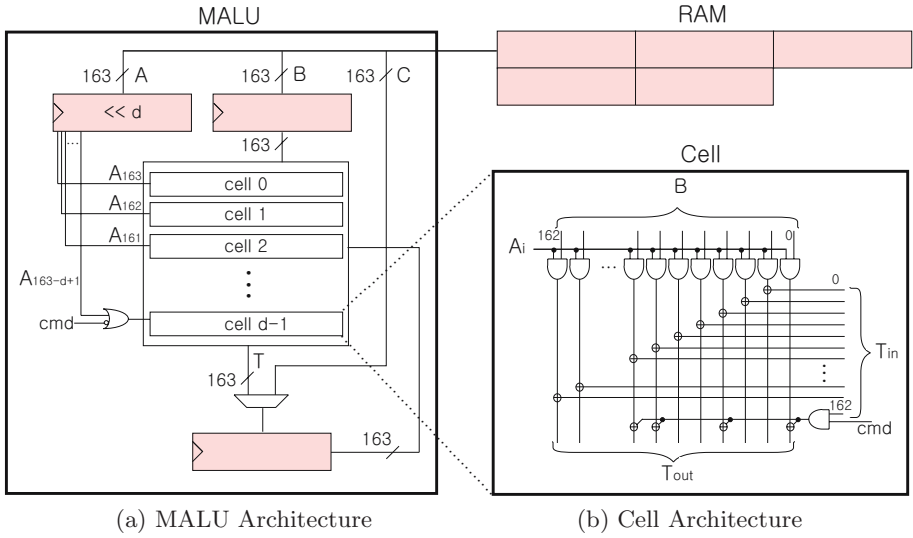 MALU
RAM
163 A
163 B
163 C
<< d
...
163
A163
cell 0
A162
cell 1
A161
cell 2
A163-d+1
cmd
cell d-1
T
163
163
Cell
B
162
0
Ai
...
0
Tin
162
cmd
Tout
(a) MALU Architecture
(b) Cell Architecture